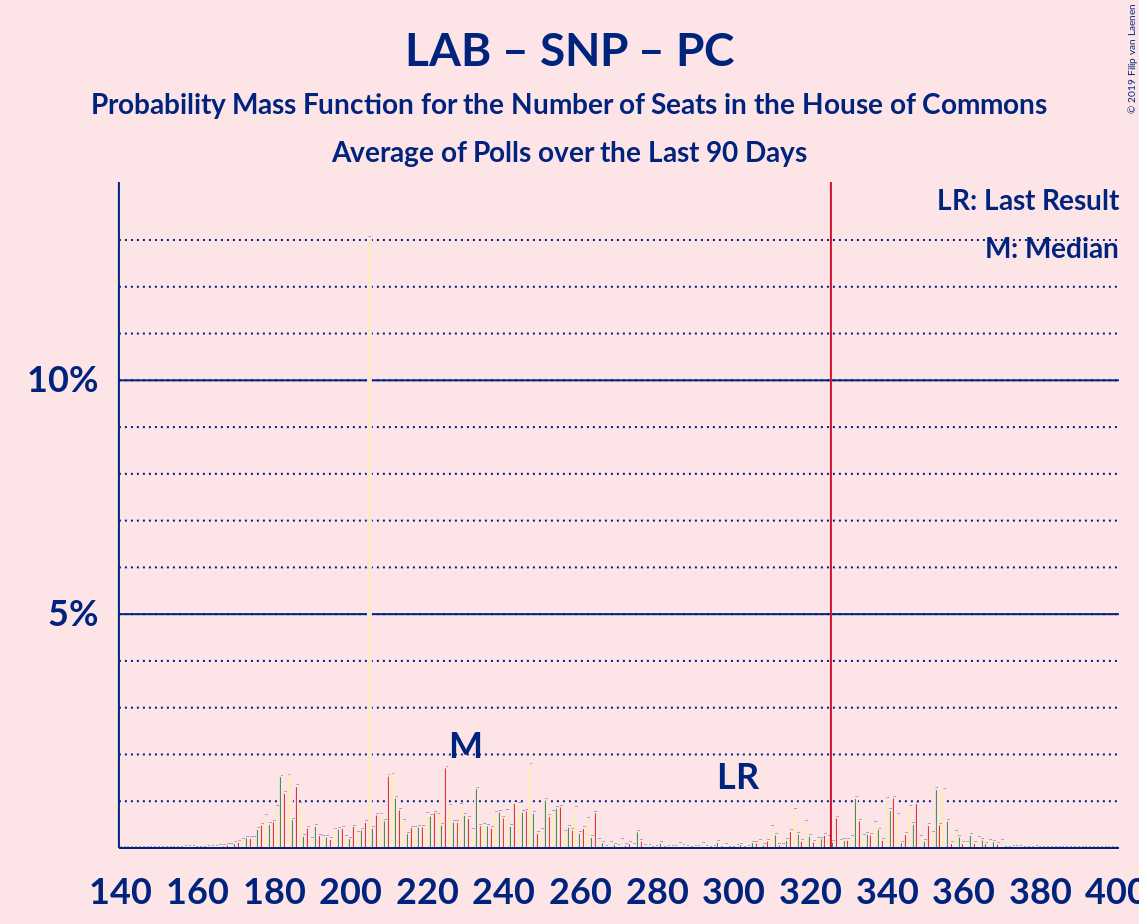 LAB – SNP – PC
Probability Mass Function for the Number of Seats in the House of Commons
Average of Polls over the Last 90 Days
© 2019 Filip van Laenen
LR: Last Result
M: Median
10%
5%
M
LR
140 160 180 200 220 240 260 280 300 320 340 360 380 400